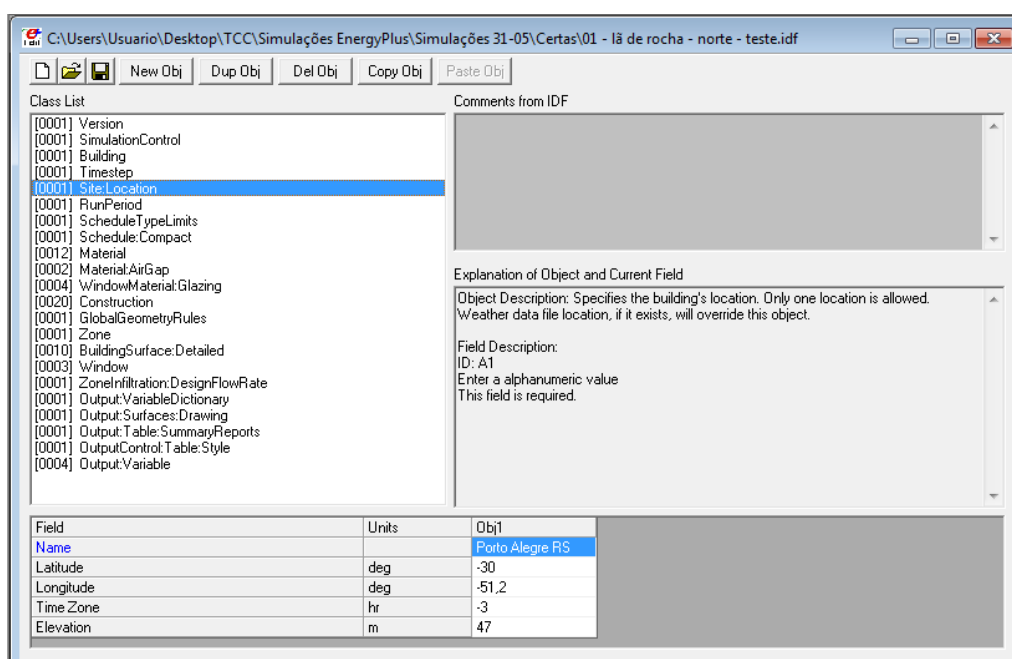 C:\Users\Usuario\Desktop\TCC\Simulações EnergyPlus\Simulações 31-05\Certas\01 - lã de rocha - norte - teste.idf
New Obj Dup Obj Del Obj Copy Obj Paste Obj
Class List
[0001] Version
[0001] SimulationControl
[0001] Building
[0001] Timestep
[0001] Site:Location
[0001] RunPeriod
[0001] ScheduleTypeLimits
[0001] Schedule:Compact
[0012] Material
[0002] Material:AirGap
[0004] WindowMaterial:Glazing
[0020] Construction
[0001] GlobalGeometryRules
[0001] Zone
[0010] BuildingSurface:Detailed
[0003] Window
[0001] ZoneInfiltration:DesignFlowRate
[0001] Output:VariableDictionary
[0001] Output:Surfaces:Drawing
[0001] Output:Table:SummaryReports
[0001] OutputControl:Table:Style
[0004] Output:Variable
Comments from IDF
Explanation of Object and Current Field
Object Description: Specifies the building's location. Only one location is allowed.
Weather data file location, if it exists, will override this object.
Field Description:
ID: A1
Enter a alphanumeric value
This field is required.
Field Units Obj1
Name Porto Alegre RS
Latitude deg -30
Longitude deg -51,2
Time Zone hr -3
Elevation m 47